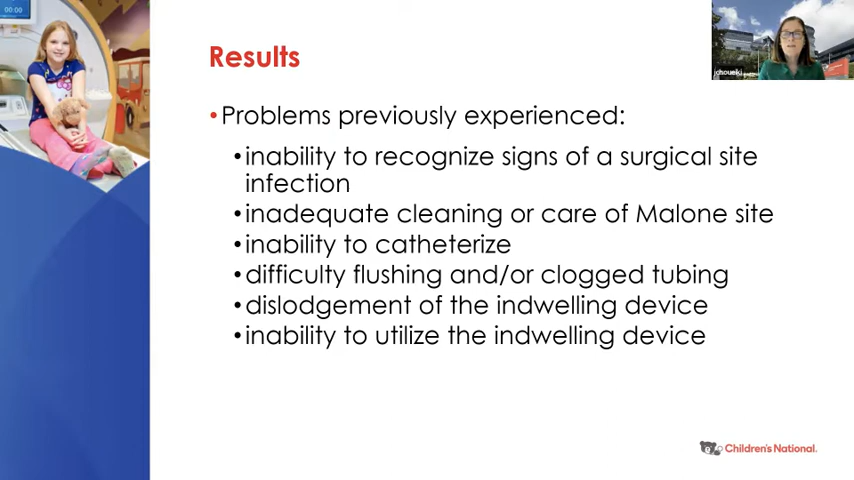 00:00
Results
jchoueiki
•Problems previously experienced:
•inability to recognize signs of a surgical site
infection
•inadequate cleaning or care of Malone site
•inability to catheterize
•difficulty flushing and/or clogged tubing
•dislodgement of the indwelling device
•inability to utilize the indwelling device
Children's National.